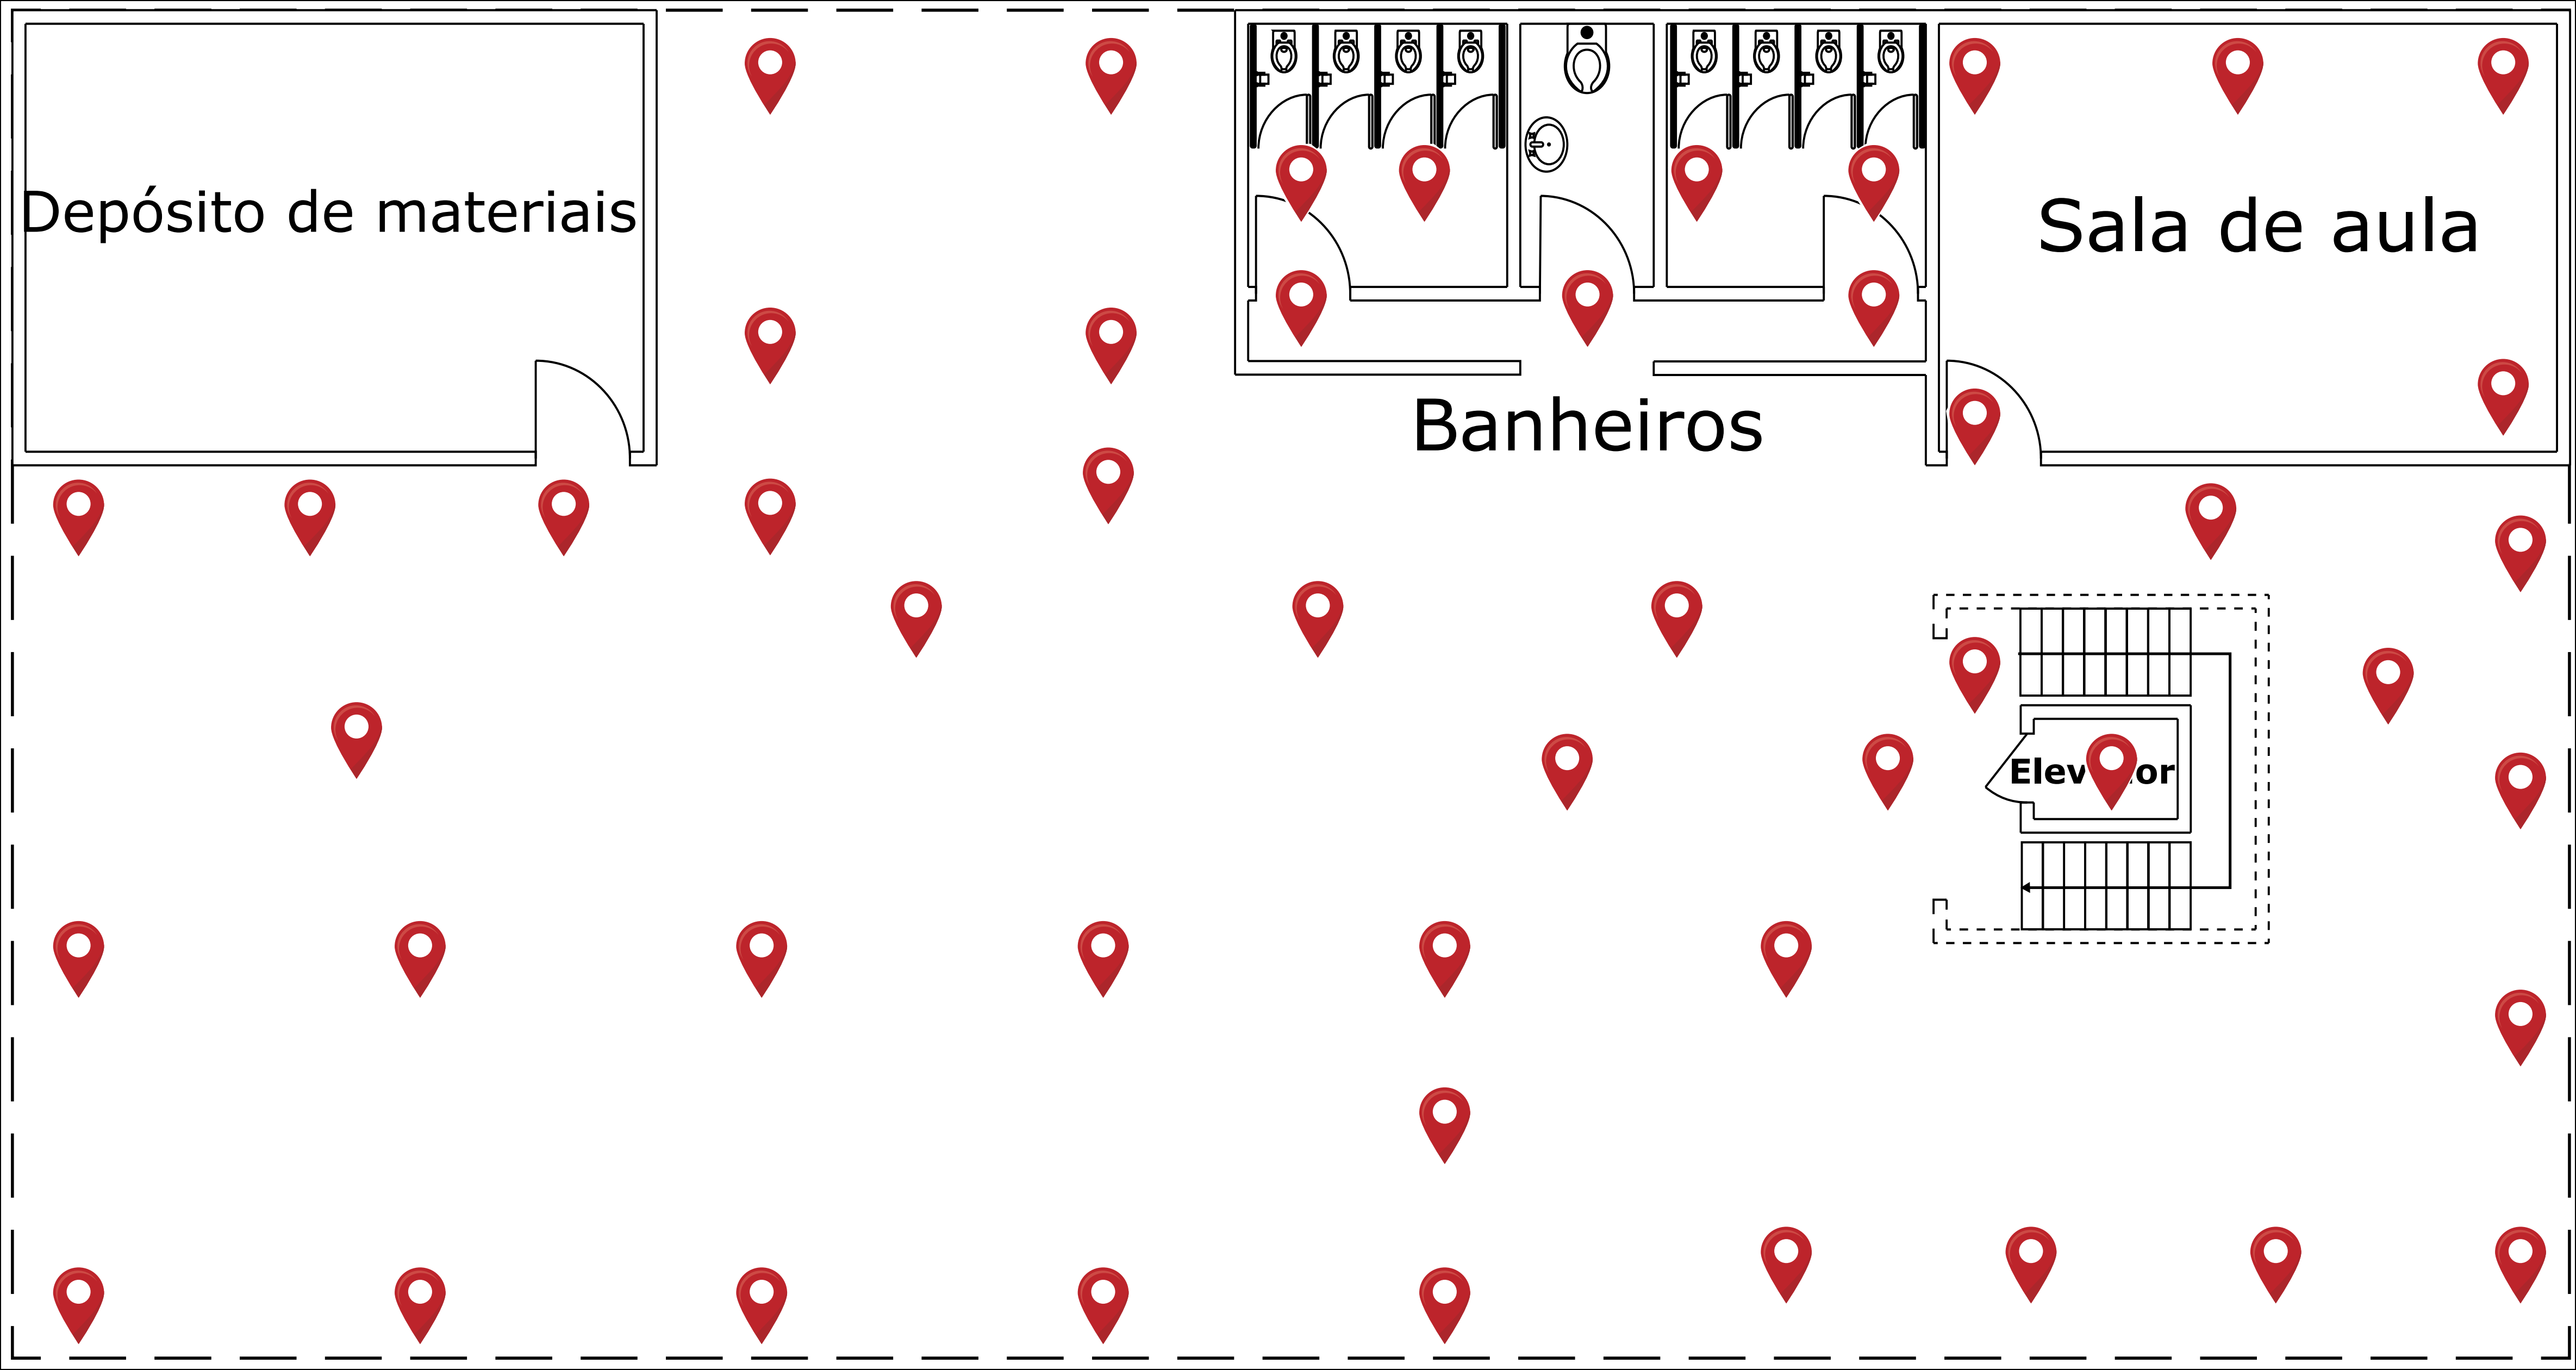 Depósito de materiais
Sala de aula
Banheiros